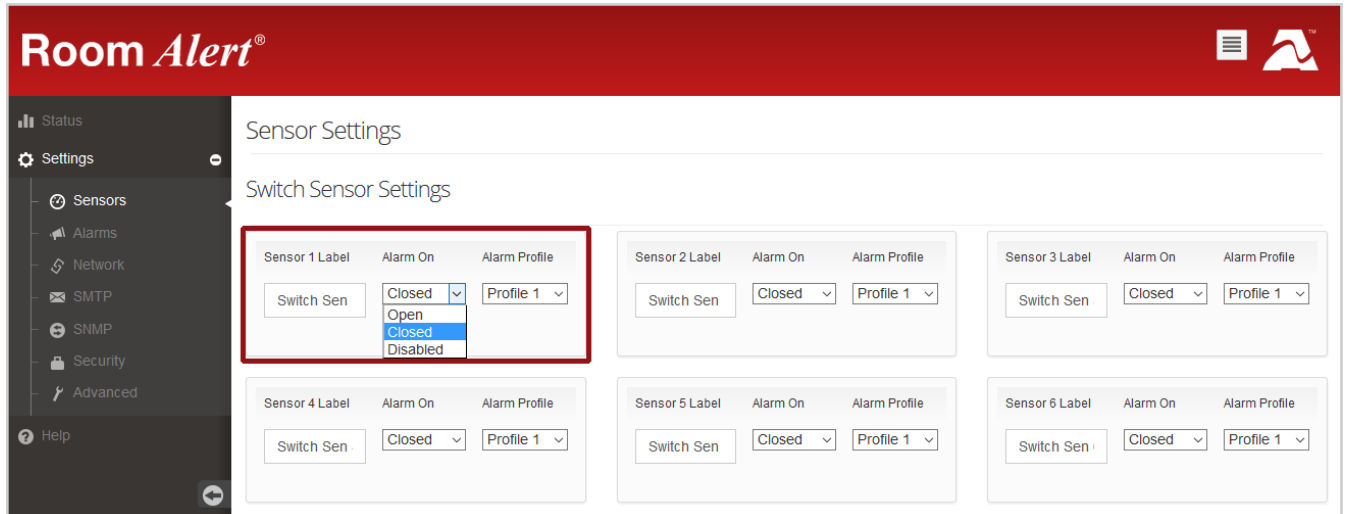 Room Alert®
TM
Status
Settings
Sensors
Alarms
Network
SMTP
SNMP
Security
Advanced
Help
Sensor Settings
Switch Sensor Settings
Sensor 1 Label Alarm On Alarm Profile
Switch Sen Closed Profile 1
Open
Closed
Disabled
Sensor 2 Label Alarm On Alarm Profile
Switch Sen Closed Profile 1
Sensor 3 Label Alarm On Alarm Profile
Switch Sen Closed Profile 1
Sensor 4 Label Alarm On Alarm Profile
Switch Sen Closed Profile 1
Sensor 5 Label Alarm On Alarm Profile
Switch Sen Closed Profile 1
Sensor 6 Label Alarm On Alarm Profile
Switch Sen Closed Profile 1